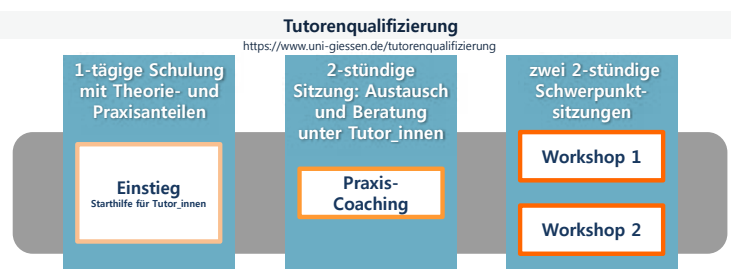 Tutorenqualifizierung
https://www.uni-giessen.de/tutorenqualifizierung
1-tägige Schulung
mit Theorie- und
Praxisanteilen
Einstieg
Starthilfe für Tutor_innen
2-stündige
Sitzung: Austausch
und Beratung
unter Tutor_innen
Praxis-
Coaching
zwei 2-stündige
Schwerpunkt-
sitzungen
Workshop 1
Workshop 2